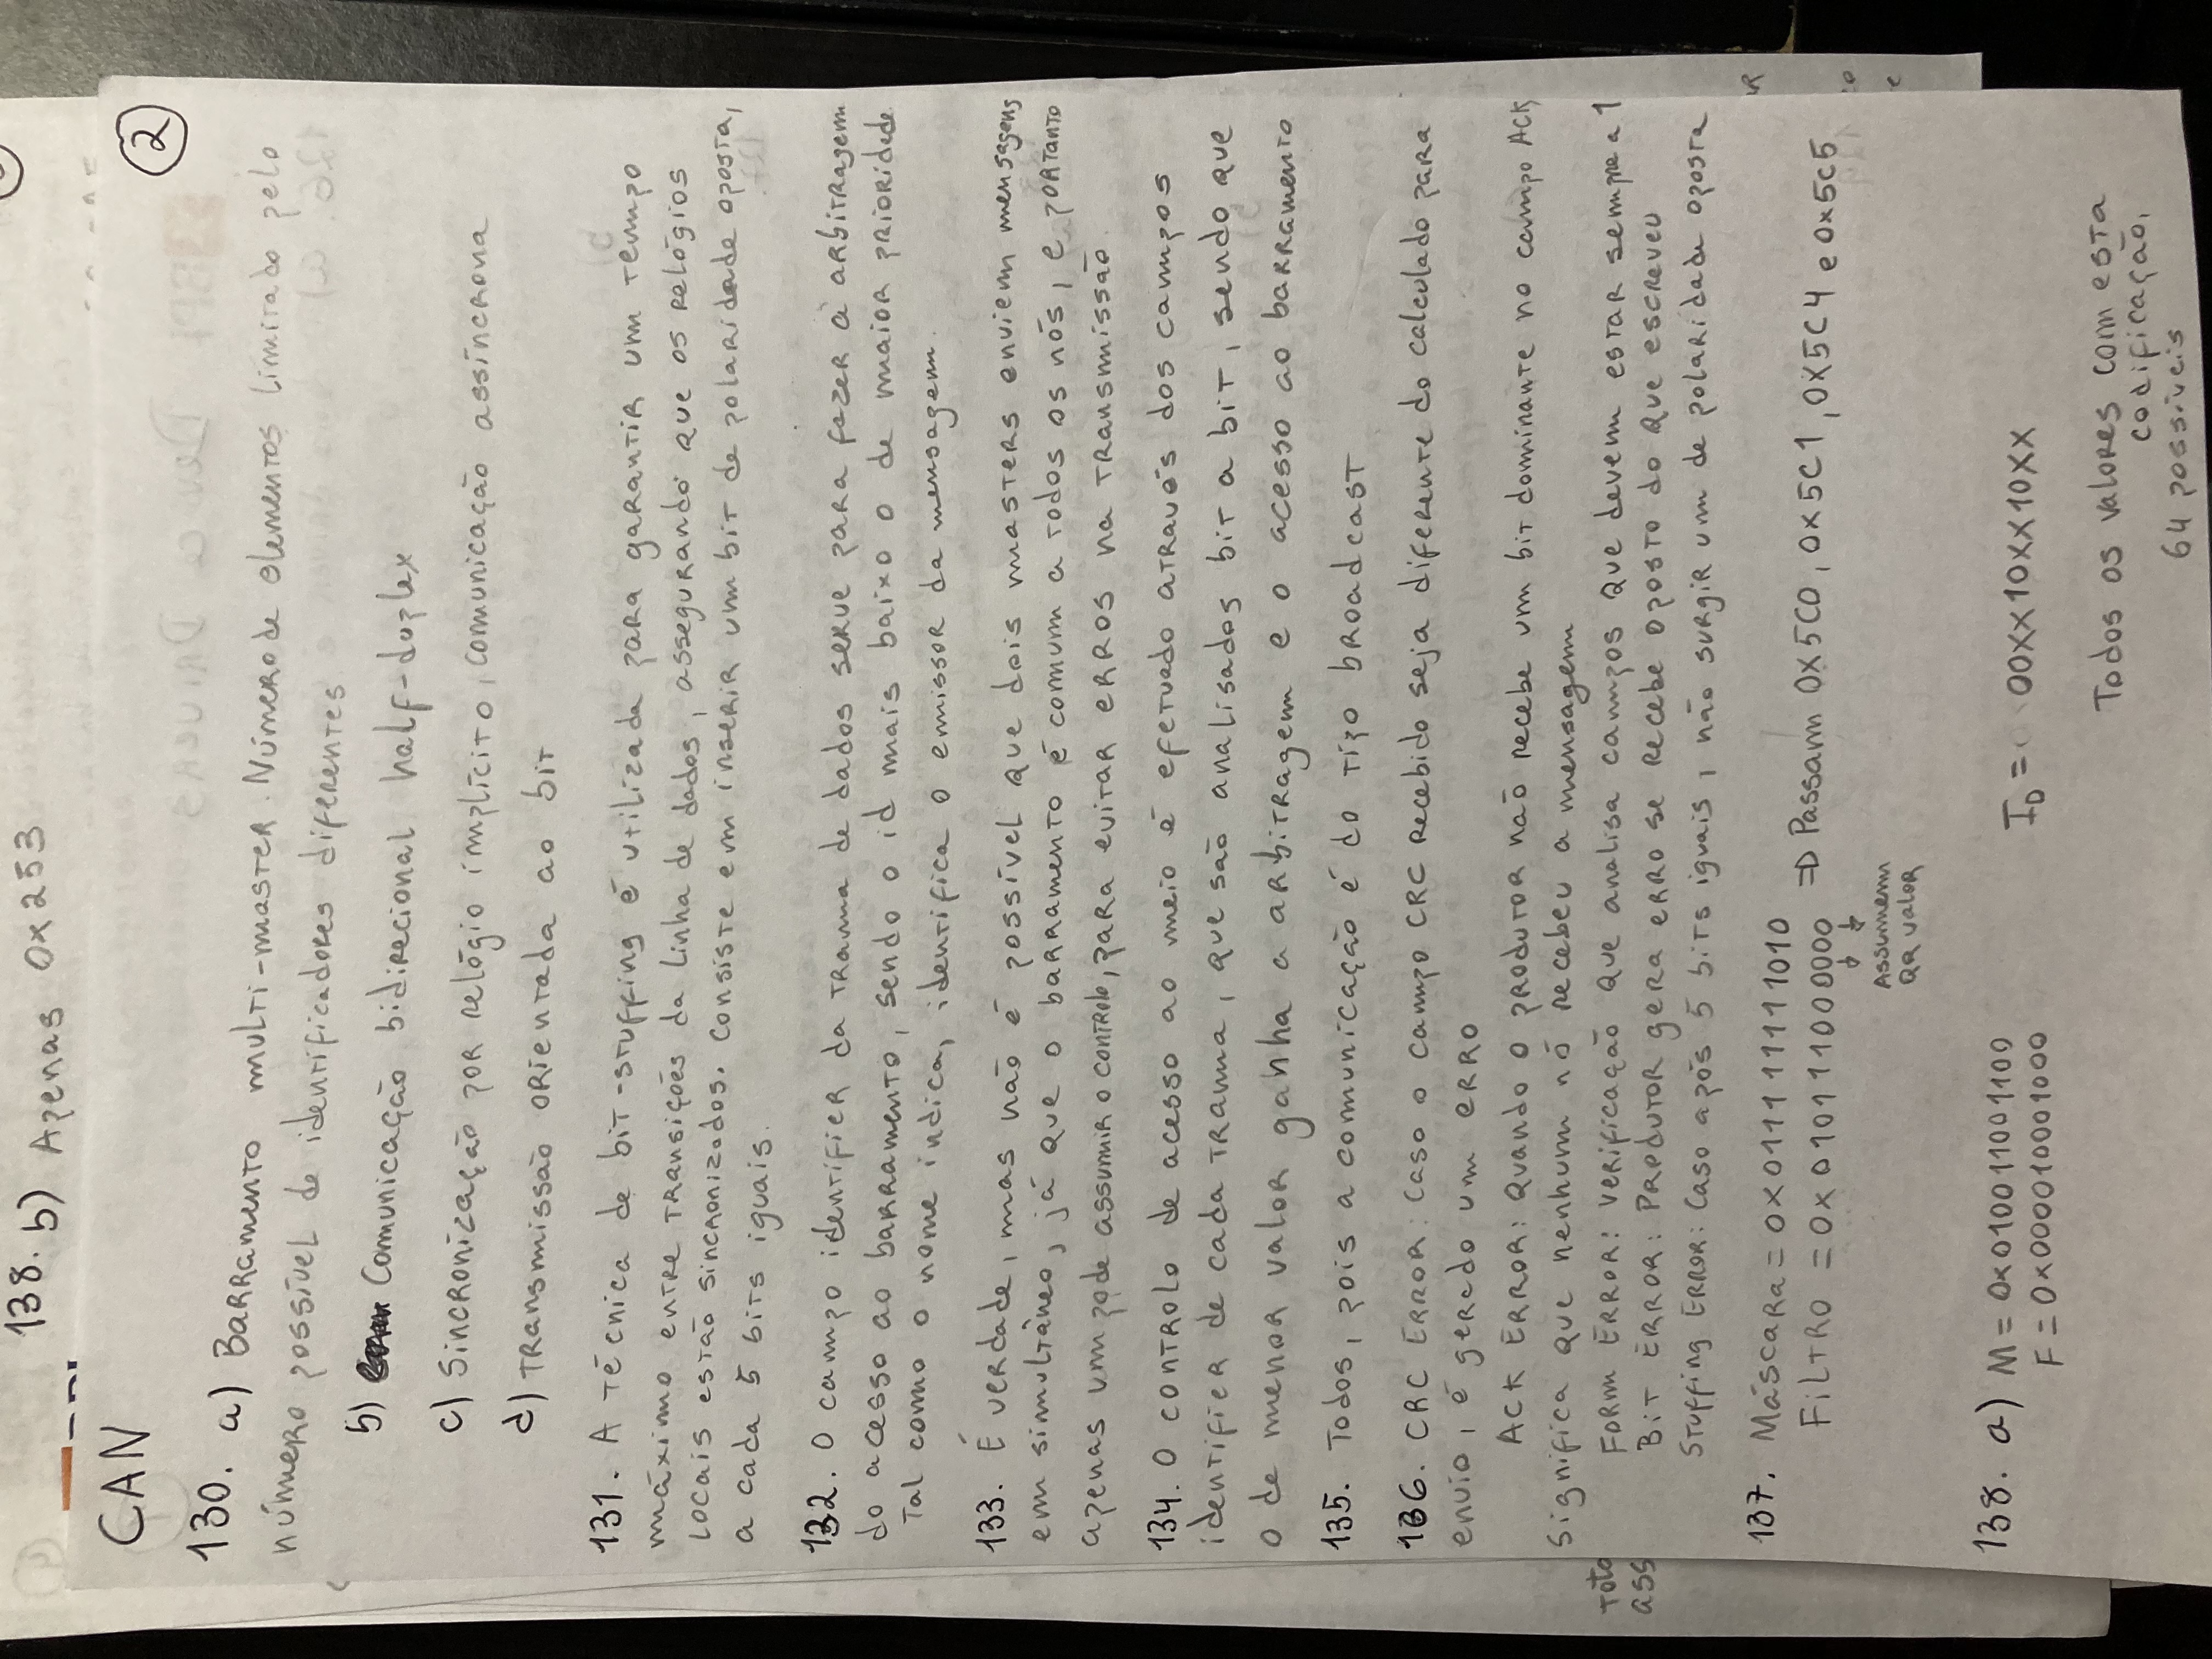 138. b) Apenas 0x253
CAN
2
130. a) Barramento multi-master. Número de elementos limitado pelo
número possível de identificadores diferentes
b) Comunicação bidirecional half-duplex
c) Sincronização por relógio implícito, comunicação assíncrona
d) Transmissão orientada ao bit
131. A técnica de bit-stuffing é utilizada para garantir um tempo
máximo entre transições da linha de dados, assegurando que os relógios
locais estão sincronizados. Consiste em inserir um bit de polaridade oposta,
a cada 5 bits iguais.
132. O campo identifier da trama de dados serve para fazer a arbitragem
do acesso ao barramento, sendo o id mais baixo o de maior prioridade.
Tal como o nome indica, identifica o emissor da mensagem.
133. É verdade, mas não é possível que dois masters enviem mensagens
em simultâneo, já que o barramento é comum a todos os nós, e portanto
apenas um pode assumir o controlo, para evitar erros na transmissão.
134. O controlo de acesso ao meio é efetuado através dos campos
identifier de cada trama, que são analisados bit a bit, sendo que
o de menor valor ganha a arbitragem e o acesso ao barramento
135. Todos, pois a comunicação é do tipo broadcast
136. CRC Error: Caso o campo CRC recebido seja diferente do calculado para
envio, é gerado um erro
ACK Error: Quando o produtor não recebe um bit dominante no campo ACK,
significa que nenhum nó recebeu a mensagem
Form Error: Verificação que analisa campos que devem estar sempre a 1
Bit Error: Produtor gera erro se recebe oposto do que escreveu
Stuffing Error: Caso após 5 bits iguais, não surgir um de polaridade oposta
137. Máscara = 0x011111111010
Filtro = 0x010111000000 => Passam 0x5C0, 0x5C1, 0x5C4 e 0x5C5
Assumem
QQ valor
138. a) M = 0x010011001100
F = 0x000010001000
ID = 00XX10XX10XX
Todos os valores com esta
codificação,
64 possíveis